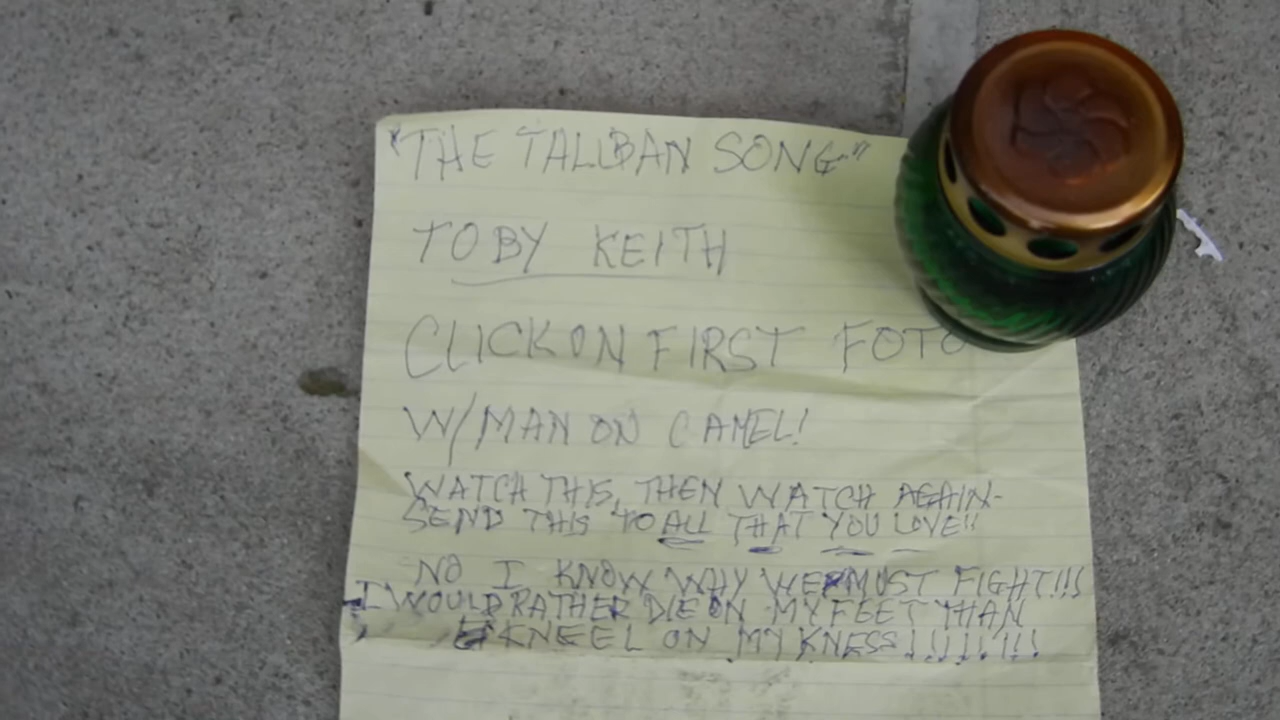 "THE TALIBAN SONG"
TOBY KEITH
CLICK ON FIRST FOTO
W/MAN ON CAMEL!
WATCH THIS, THEN WATCH AGAIN-
SEND THIS TO ALL THAT YOU LOVE!!
NO I KNOW WHY WE MUST FIGHT!!!
I WOULD RATHER DIE ON MY FEET THAN
KNEEL ON MY KNESS!!!!!!!